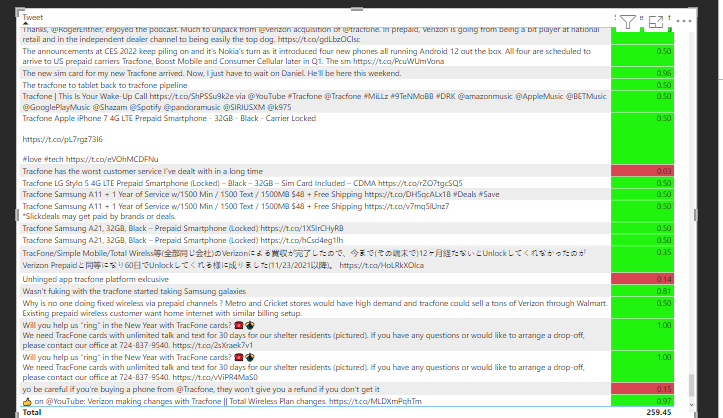 Tweet
Thanks, @RogerEntner, enjoyed the podcast. Much to unpack from @verizon acquisition of @tracfone. In prepaid, Verizon is going from being a bit player at national
retail and in the independent dealer channel to being easily the top dog. https://t.co/gdLbzOCIsc
The announcements at CES 2022 keep piling on and it's Nokia's turn as it introduced four new phones all running Android 12 out the box. All four are scheduled to 0.50
arrive to US prepaid carriers Tracfone, Boost Mobile and Consumer Cellular later in Q1. The sm https://t.co/PcuWUmVona
The new sim card for my new Tracfone arrived. Now, I just have to wait on Daniel. He'll be here this weekend. 0.96
The tracfone to tablet back to tracfone pipeline 0.50
Tracfone | This Is Your Wake-Up Call https://t.co/ShPSSu9k2e via @YouTube #Tracfone @Tracfone #MiLLz #9TeNMoBB #DRK @amazonmusic @AppleMusic @BETMusic 0.50
@GooglePlayMusic @Shazam @Spotify @pandoramusic @SIRIUSXM @k975
Tracfone Apple iPhone 7 4G LTE Prepaid Smartphone - 32GB - Black - Carrier Locked 0.50
https://t.co/pL7rgz73I6
#love #tech https://t.co/eVOhMCDFNu
Tracfone has the worst customer service I've dealt with in a long time 0.03
Tracfone LG Stylo 5 4G LTE Prepaid Smartphone (Locked) – Black – 32GB – Sim Card Included – CDMA https://t.co/rZO7tgcSQ5 0.50
Tracfone Samsung A11 + 1 Year of Service w/1500 Min / 1500 Text / 1500MB $48 + Free Shipping https://t.co/DHSqcALx18 #Deals #Save 0.50
Tracfone Samsung A11 + 1 Year of Service w/1500 Min / 1500 Text / 1500MB $48 + Free Shipping https://t.co/v7mqSlUnz7 0.50
*Slickdeals may get paid by brands or deals.
Tracfone Samsung A21, 32GB, Black – Prepaid Smartphone (Locked) https://t.co/1X5IrCHyRB 0.50
Tracfone Samsung A21, 32GB, Black – Prepaid Smartphone (Locked) https://t.co/hCsd4eg1Ih 0.50
TracFone/Simple Mobile/Total Wirelss等(全部同じ会社)のVerizonによる買収が完了したので、今まで(その端末で)12ヶ月経たないとUnlockしてくれなかったのが 0.35
Verizon Prepaidと同等になり60日でUnlockしてくれる様に成りました(11/23/2021以降)。 https://t.co/HoLRkXOIca
Unhinged app tracfone platform exlcusive 0.14
Wasn't fuking with the tracfone started taking Samsung galaxies 0.81
Why is no one doing fixed wireless via prepaid channels ? Metro and Cricket stores would have high demand and tracfone could sell a tons of Verizon through Walmart. 0.50
Existing prepaid wireless customer want home internet with similar billing setup.
Will you help us "ring" in the New Year with TracFone cards? 1.00
We need TracFone cards with unlimited talk and text for 30 days for our shelter residents (pictured). If you have any questions or would like to arrange a drop-off,
please contact our office at 724-837-9540. https://t.co/2sXraek7v1
Will you help us "ring" in the New Year with TracFone cards? 1.00
We need TracFone cards with unlimited talk and text for 30 days for our shelter residents (pictured). If you have any questions or would like to arrange a drop-off,
please contact our office at 724-837-9540. https://t.co/vViPR4MaS0
yo be careful if you're buying a phone from @Tracfone, they won't give you a refund if you don't get it 0.15
👍 on @YouTube: Verizon making changes with Tracfone || Total Wireless Plan changes. https://t.co/MLDXmPqhTm 0.97
Total 259.45